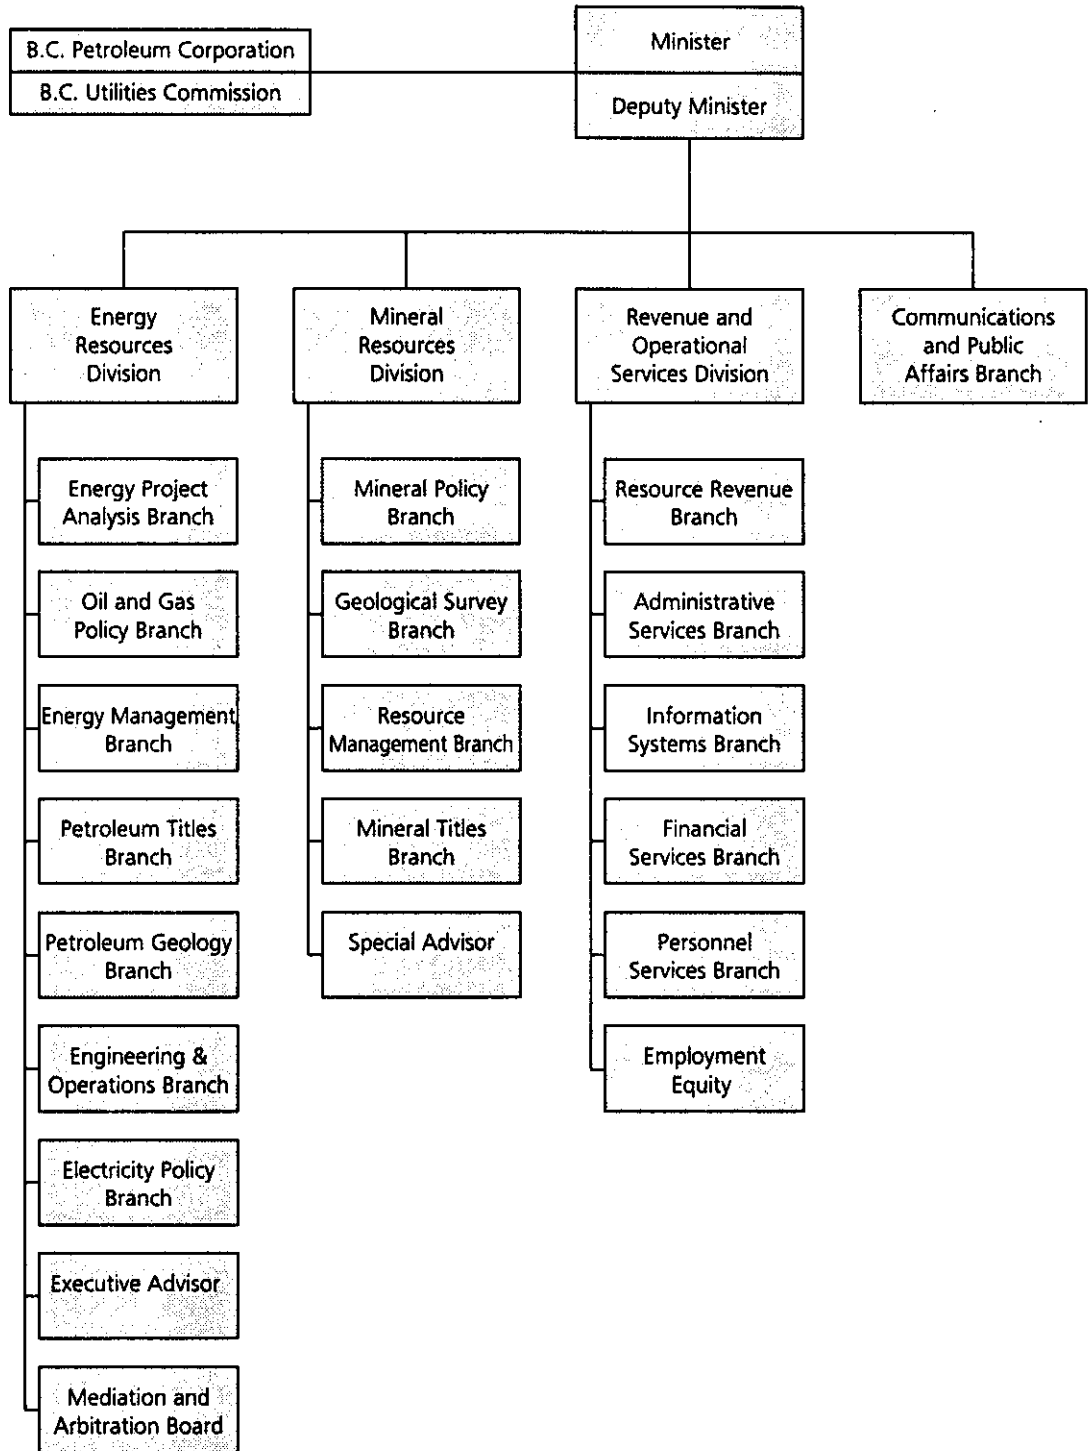 B.C. Petroleum Corporation
B.C. Utilities Commission
Minister
Deputy Minister
Energy
Resources
Division
Mineral
Resources
Division
Revenue and
Operational
Services Division
Communications
and Public
Affairs Branch
Energy Project
Analysis Branch
Oil and Gas
Policy Branch
Energy Management
Branch
Petroleum Titles
Branch
Petroleum Geology
Branch
Engineering &
Operations Branch
Electricity Policy
Branch
Executive Advisor
Mediation and
Arbitration Board
Mineral Policy
Branch
Geological Survey
Branch
Resource
Management Branch
Mineral Titles
Branch
Special Advisor
Resource Revenue
Branch
Administrative
Services Branch
Information
Systems Branch
Financial
Services Branch
Personnel
Services Branch
Employment
Equity